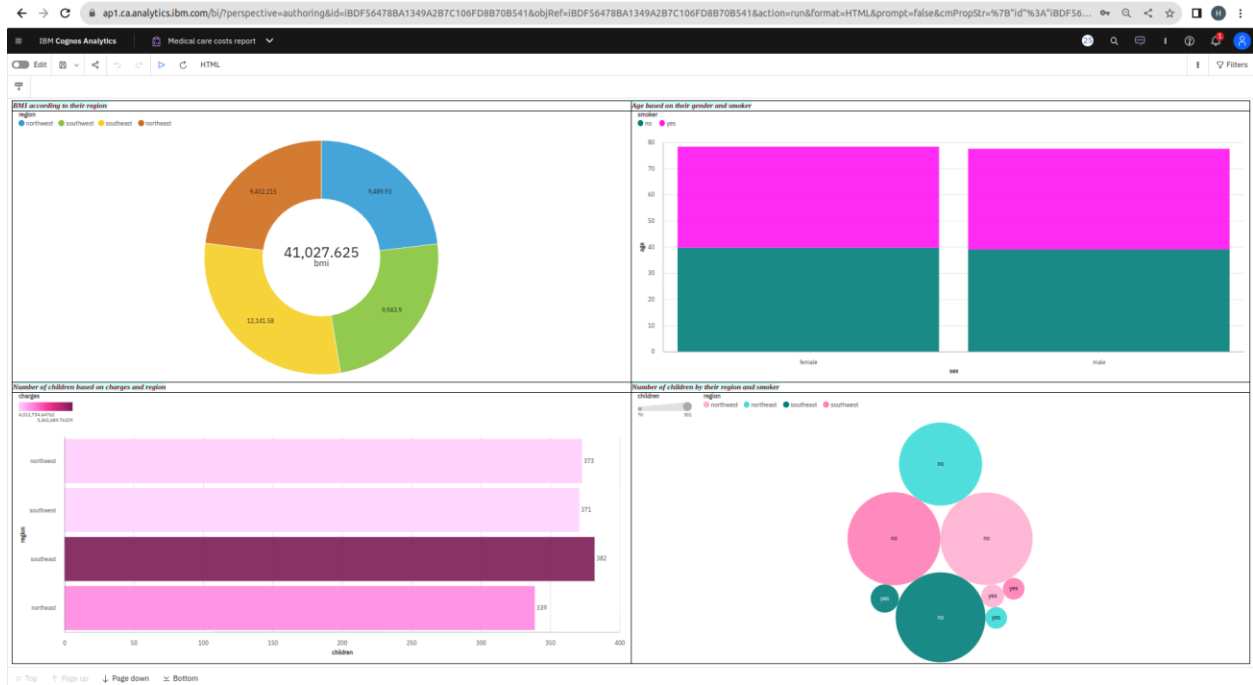 ap1.ca.analytics.ibm.com/bi/?perspective=authoring&id=iBDF56478BA1349A2B7C106FD8B70B541&objRef=iBDF56478BA1349A2B7C106FD8B70B541&action=run&format=HTML&prompt=false&cmPropStr=%7B"id"%3A"iBDF56...
H
IBM Cognos Analytics
Medical care costs report
25
1
Edit
HTML
Filters
BMI according to their region
region
northwest southwest southeast northeast
9,452.215
9,489.93
41,027.625
bmi
12,141.58
9,943.9
Age based on their gender and smoker
smoker
no yes
80
70
60
50
40
30
20
10
0
age
female
male
sex
Number of children based on charges and region
charges
northwest
373
southwest
371
southeast
382
northeast
339
region
0 50 100 150 200 250 300 350 400
children
Number of children by their region and smoker
children
70
301
region
northwest northeast southeast southwest
no
no
no
yes
no
yes
yes
yes
Top Page up Page down Bottom